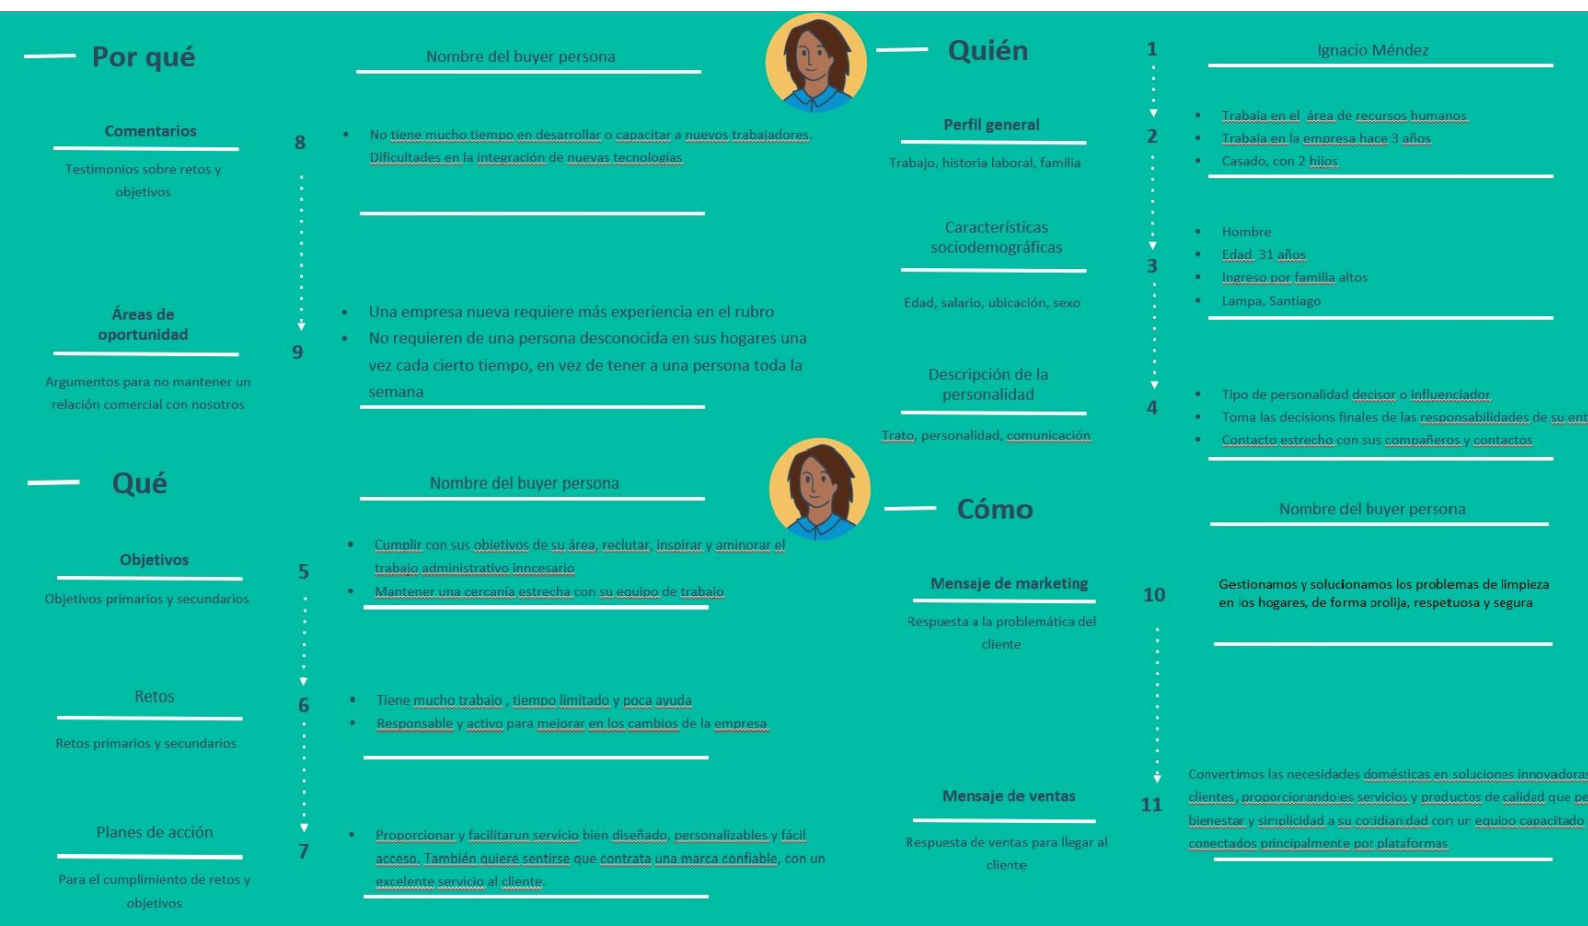 Por qué
Nombre del buyer persona
Comentarios
Testimonios sobre retos y
objetivos
8
• No tiene mucho tiempo en desarrollar o capacitar a nuevos trabajadores.
Dificultades en la integración de nuevas tecnologías
Áreas de
oportunidad
Argumentos para no mantener un
relación comercial con nosotros
9
• Una empresa nueva requiere más experiencia en el rubro
• No requieren de una persona desconocida en sus hogares una
vez cada cierto tiempo, en vez de tener a una persona toda la
semana
Quién
1
Ignacio Méndez
Perfil general
Trabajo, historia laboral, familia
2
• Trabaja en el área de recursos humanos
• Trabaja en la empresa hace 3 años
• Casado, con 2 hijos
Características
sociodemográficas
Edad, salario, ubicación, sexo
3
• Hombre
• Edad 31 años
• Ingreso por familia altos
• Lampa, Santiago
Descripción de la
personalidad
Trato, personalidad, comunicación
4
• Tipo de personalidad decisor o influenciador
• Toma las decisions finales de las responsabilidades de su
• Contacto estrecho con sus compañeros y contactos
Qué
Nombre del buyer persona
Objetivos
Objetivos primarios y secundarios
5
• Cumplir con sus objetivos de su área, reclutar, inspirar y aminorar el
trabajo administrativo inncesario
• Mantener una cercanía estrecha con su equipo de trabajo
Retos
Retos primarios y secundarios
6
• Tiene mucho trabajo , tiempo limitado y poca ayuda
• Responsable y activo para mejorar en los cambios de la empresa
Planes de acción
Para el cumplimiento de retos y
objetivos
7
• Proporcionar y facilitarun servicio bien diseñado, personalizables y fácil
acceso. También quiere sentirse que contrata una marca confiable, con un
excelente servicio al cliente.
Cómo
Nombre del buyer persona
Mensaje de marketing
Respuesta a la problemática del
cliente
10
Gestionamos y solucionamos los problemas de limpieza
en los hogares, de forma prolija, respetuosa y segura
Mensaje de ventas
Respuesta de ventas para llegar al
cliente
11
Convertimos las necesidades domésticas en soluciones innovadoras
clientes, proporcionandoles servicios y productos de calidad que
bienestar y simplicidad a su cotidianidad con un equipo capacitado
conectados principalmente por plataformas